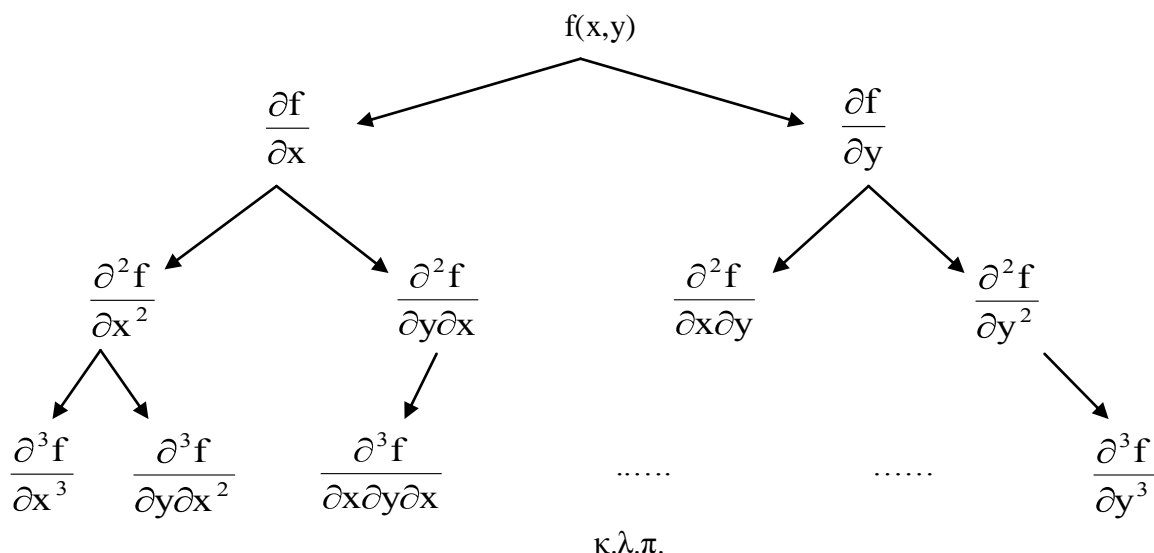 f(x,y)
∂f/∂x ∂f/∂y
∂²f/∂x² ∂²f/∂y∂x ∂²f/∂x∂y ∂²f/∂y²
∂³f/∂x³ ∂³f/∂y∂x² ∂³f/∂x∂y∂x ...... ...... ∂³f/∂y³
κ.λ.π.